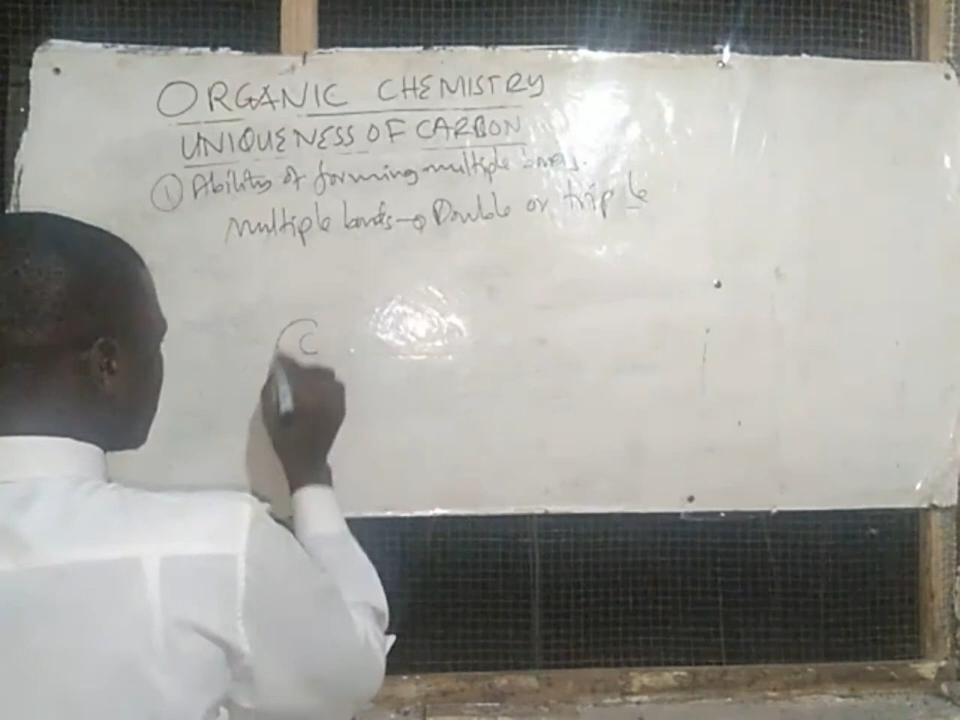 ORGANIC CHEMISTRY
UNIQUENESS OF CARBON
① Ability of forming multiple bonds.
multiple bonds → Double or triple
C